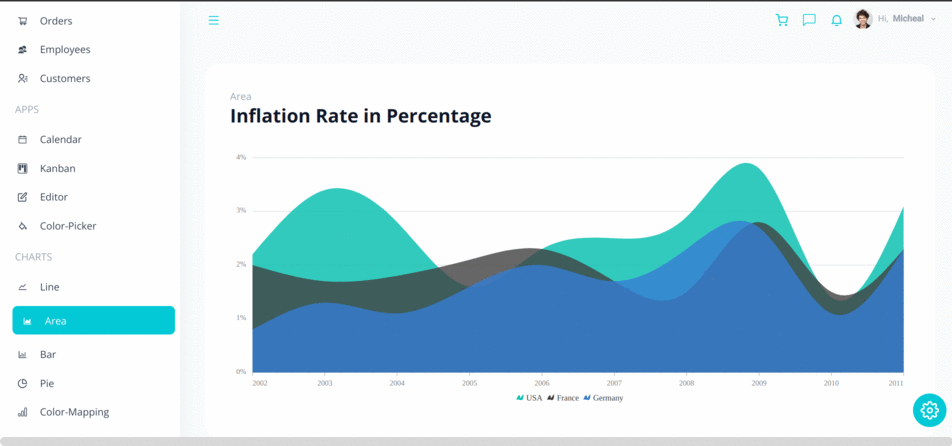 Orders
Employees
Customers
APPS
Calendar
Kanban
Editor
Color-Picker
CHARTS
Line
Area
Bar
Pie
Color-Mapping
Hi, Micheal
Area
Inflation Rate in Percentage
4%
3%
2%
1%
0%
2002 2003 2004 2005 2006 2007 2008 2009 2010 2011
USA France Germany